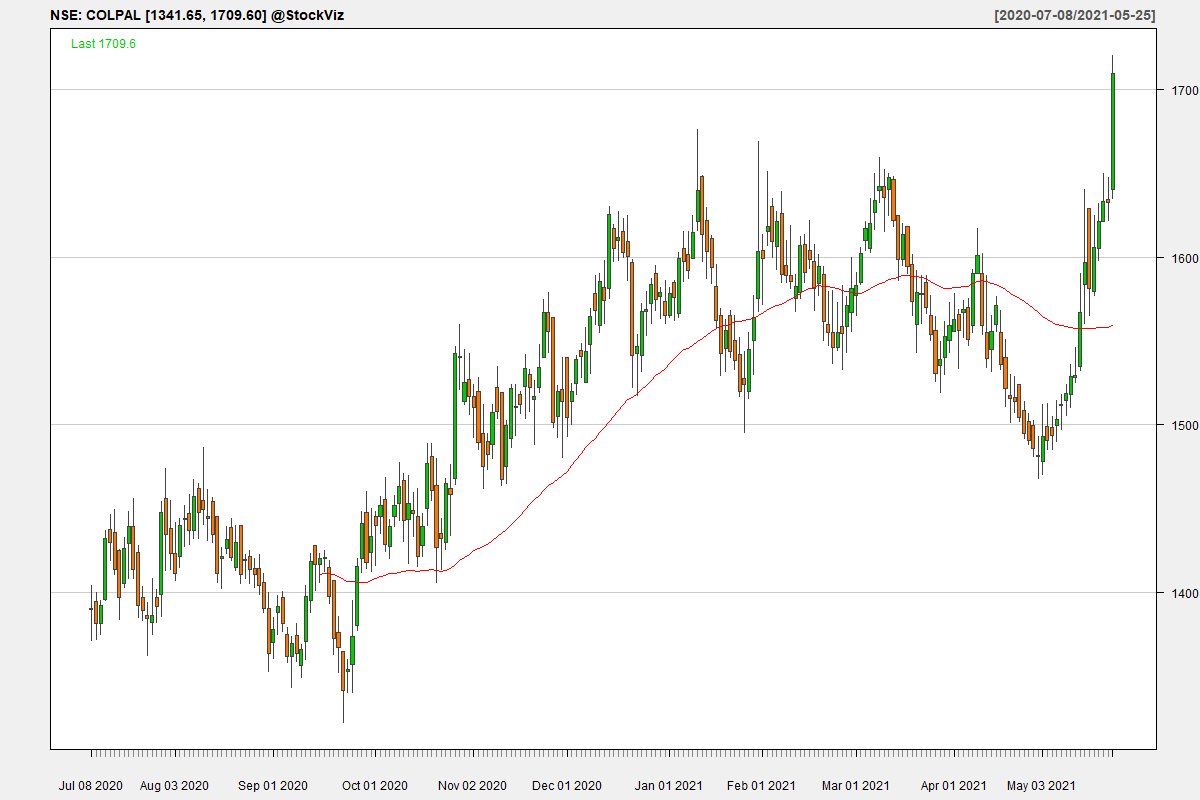 NSE: COLPAL [1341.65, 1709.60] @StockViz [2020-07-08/2021-05-25]
Last 1709.6
1700
1600
1500
1400
Jul 08 2020 Aug 03 2020 Sep 01 2020 Oct 01 2020 Nov 02 2020 Dec 01 2020 Jan 01 2021 Feb 01 2021 Mar 01 2021 Apr 01 2021 May 03 2021